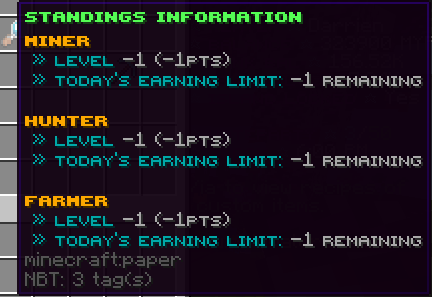 STANDINGS INFORMATION
MINER
» LEVEL -1 (-1PTS)
» TODAY'S EARNING LIMIT: -1 REMAINING
HUNTER
» LEVEL -1 (-1PTS)
» TODAY'S EARNING LIMIT: -1 REMAINING
FARMER
» LEVEL -1 (-1PTS)
» TODAY'S EARNING LIMIT: -1 REMAINING
minecraft:paper
NBT: 3 tag(s)